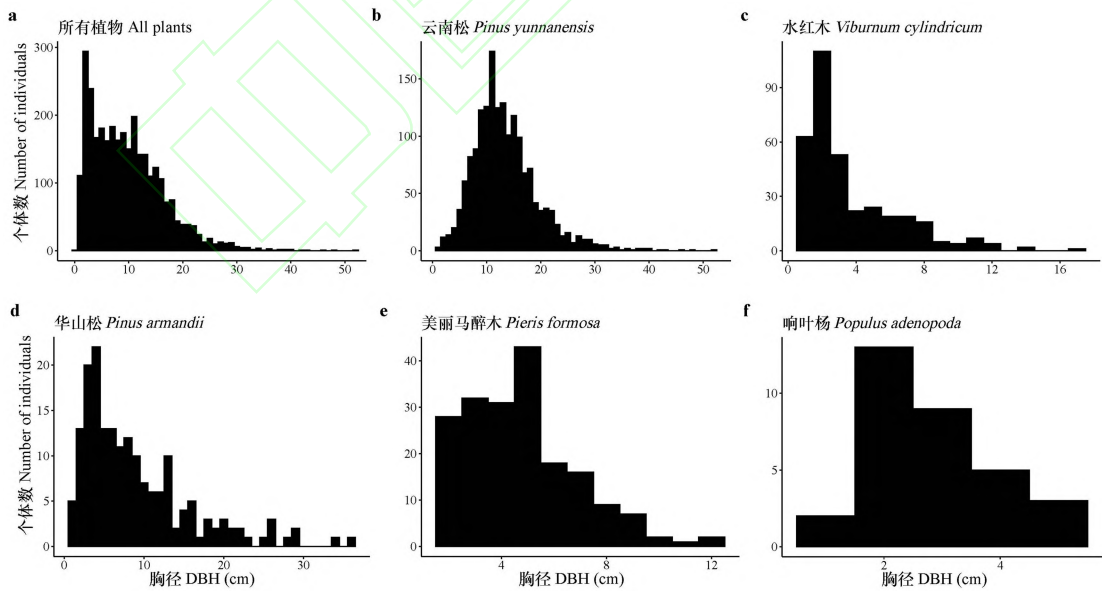 a
所有植物 All plants
个体数 Number of individuals
300
200
100
0
0 10 20 30 40 50
b
云南松 Pinus yunnanensis
150
100
50
0
0 10 20 30 40 50
c
水红木 Viburnum cylindricum
90
60
30
0
0 4 8 12 16
d
华山松 Pinus armandii
个体数 Number of individuals
20
15
10
5
0
0 10 20 30
胸径 DBH (cm)
e
美丽马醉木 Pieris formosa
40
30
20
10
0
4 8 12
胸径 DBH (cm)
f
响叶杨 Populus adenopoda
10
5
0
2 4
胸径 DBH (cm)